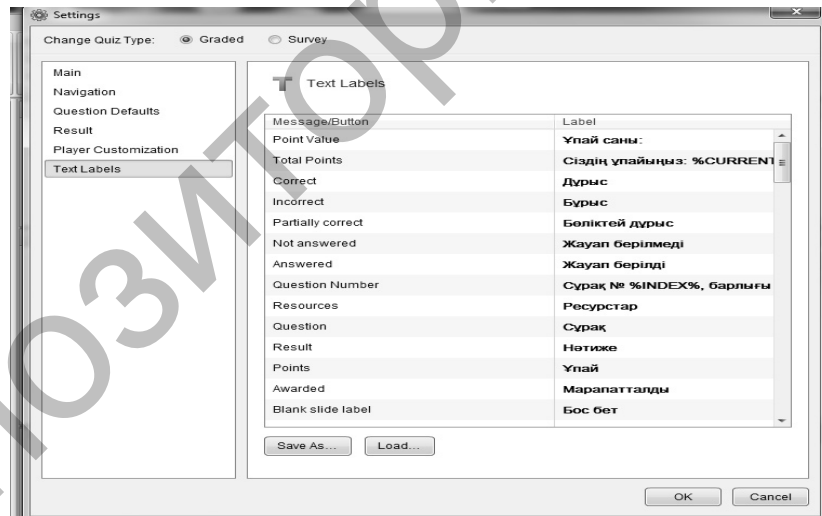 Settings
Change Quiz Type: Graded Survey
Main
Navigation
Question Defaults
Result
Player Customization
Text Labels
Text Labels
Message/Button Label
Point Value Ұпай саны:
Total Points Сіздің ұпайыңыз: %CURRENT
Correct Дұрыс
Incorrect Бұрыс
Partially correct Бөліктей дұрыс
Not answered Жауап берілмеді
Answered Жауап берілді
Question Number Сұрақ № %INDEX%, барлығы
Resources Ресурстар
Question Сұрақ
Result Нәтиже
Points Ұпай
Awarded Марапатталды
Blank slide label Бос бет
Save As... Load...
OK Cancel